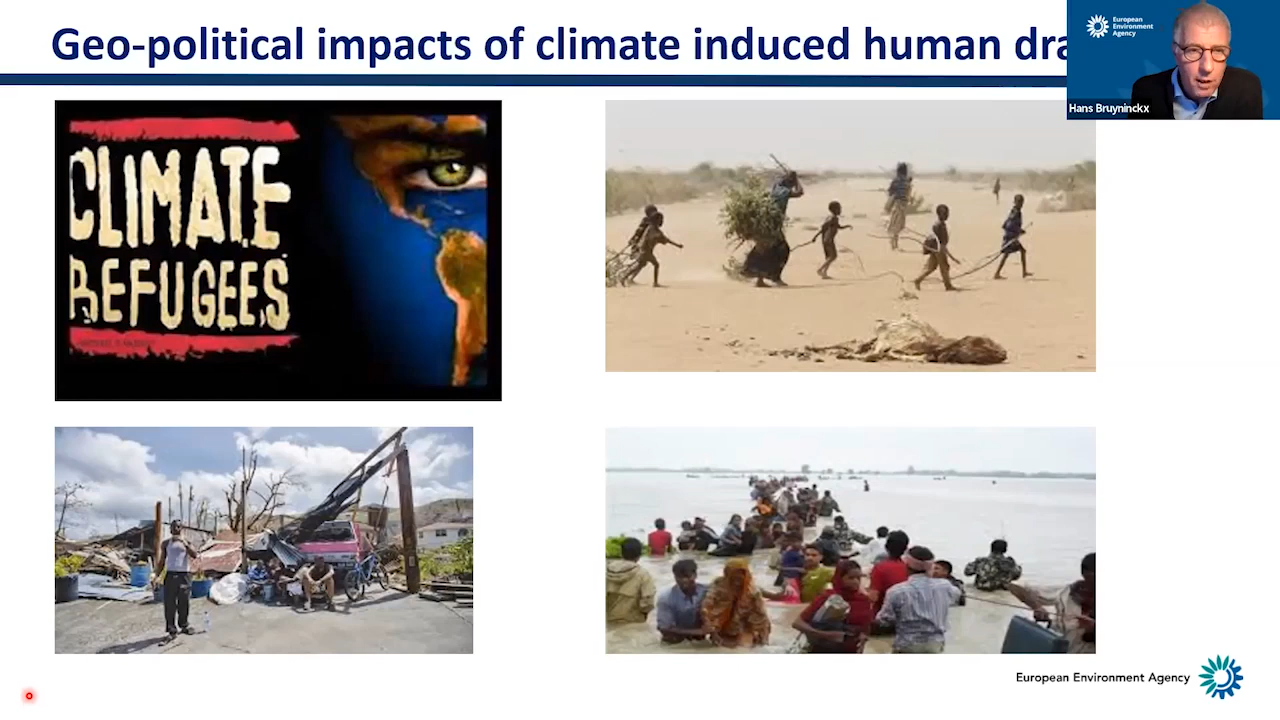 Geo-political impacts of climate induced human dra
European
Environment
Agency
Hans Bruyninckx
CLIMATE
REFUGEES
European Environment Agency